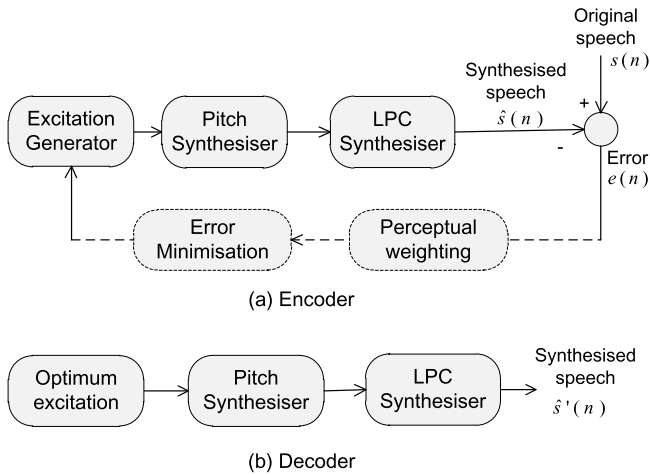 Original
speech
s(n)
Synthesised
speech
ŝ(n)
+
-
Excitation
Generator
Pitch
Synthesiser
LPC
Synthesiser
Error
e(n)
Error
Minimisation
Perceptual
weighting
(a) Encoder
Optimum
excitation
Pitch
Synthesiser
LPC
Synthesiser
Synthesised
speech
ŝ'(n)
(b) Decoder